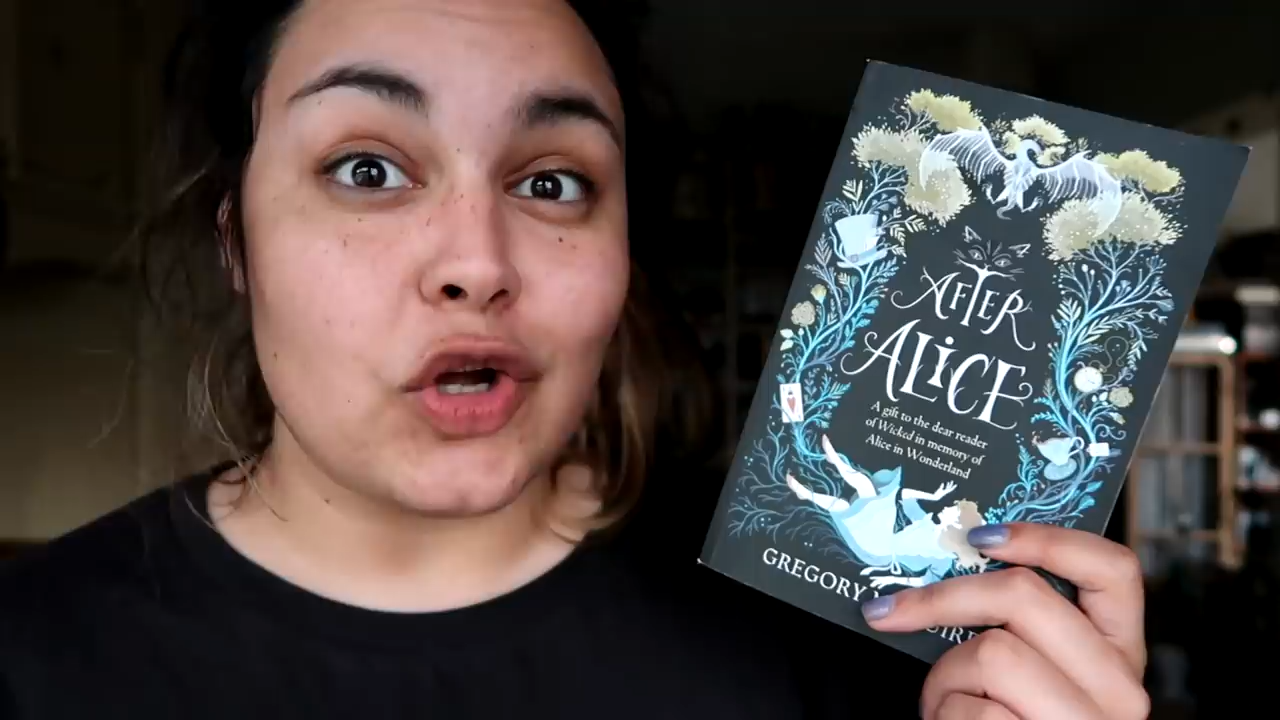 AFTER
ALICE
A gift to the dear reader
of Wicked in memory of
Alice in Wonderland
GREGORY